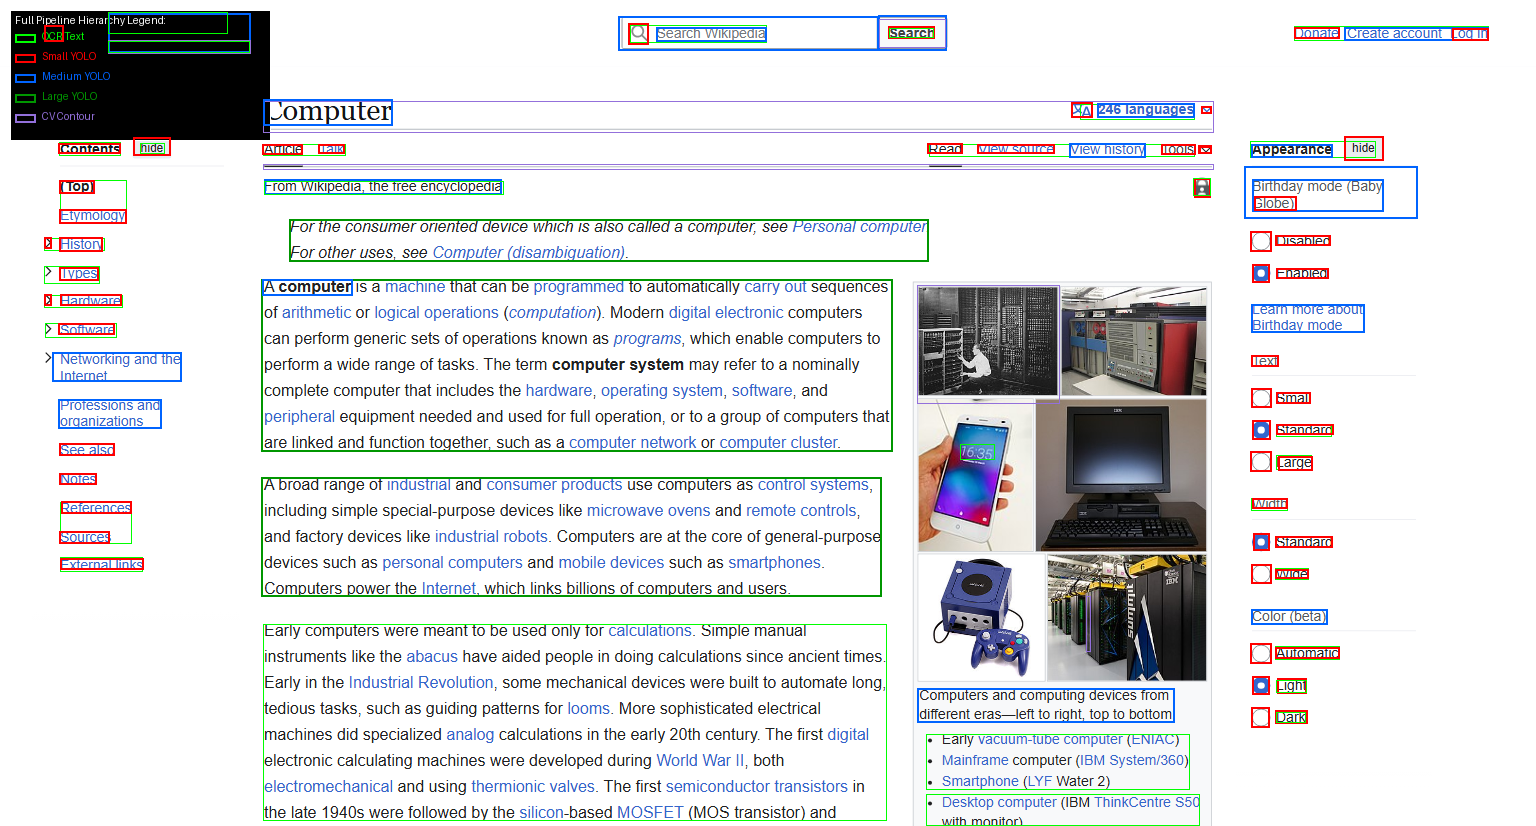 Full Pipeline Hierarchy Legend:
OCR Text
Small YOLO
Medium YOLO
Large YOLO
CV Contour
Search Wikipedia
Search
Donate Create account Log in
Contents hide
(Top)
Etymology
History
Types
Hardware
Software
Networking and the
Internet
Professions and
organizations
See also
Notes
References
Sources
External links
Computer
246 languages
Article Talk
Read View source View history Tools
From Wikipedia, the free encyclopedia
For the consumer oriented device which is also called a computer, see Personal computer
For other uses, see Computer (disambiguation).
A computer is a machine that can be programmed to automatically carry out sequences
of arithmetic or logical operations (computation). Modern digital electronic computers
can perform generic sets of operations known as programs, which enable computers to
perform a wide range of tasks. The term computer system may refer to a nominally
complete computer that includes the hardware, operating system, software, and
peripheral equipment needed and used for full operation, or to a group of computers that
are linked and function together, such as a computer network or computer cluster.
A broad range of industrial and consumer products use computers as control systems,
including simple special-purpose devices like microwave ovens and remote controls,
and factory devices like industrial robots. Computers are at the core of general-purpose
devices such as personal computers and mobile devices such as smartphones.
Computers power the Internet, which links billions of computers and users.
Early computers were meant to be used only for calculations. Simple manual
instruments like the abacus have aided people in doing calculations since ancient times.
Early in the Industrial Revolution, some mechanical devices were built to automate long,
tedious tasks, such as guiding patterns for looms. More sophisticated electrical
machines did specialized analog calculations in the early 20th century. The first digital
electronic calculating machines were developed during World War II, both
electromechanical and using thermionic valves. The first semiconductor transistors in
the late 1940s were followed by the silicon-based MOSFET (MOS transistor) and
16:35
IBM
IBM
Computers and computing devices from
different eras—left to right, top to bottom
• Early vacuum-tube computer (ENIAC)
• Mainframe computer (IBM System/360)
• Smartphone (LYF Water 2)
• Desktop computer (IBM ThinkCentre S50
with monitor)
Appearance hide
Birthday mode (Baby
Globe)
Disabled
Enabled
Learn more about
Birthday mode
Text
Small
Standard
Large
Width
Standard
Wide
Color (beta)
Automatic
Light
Dark